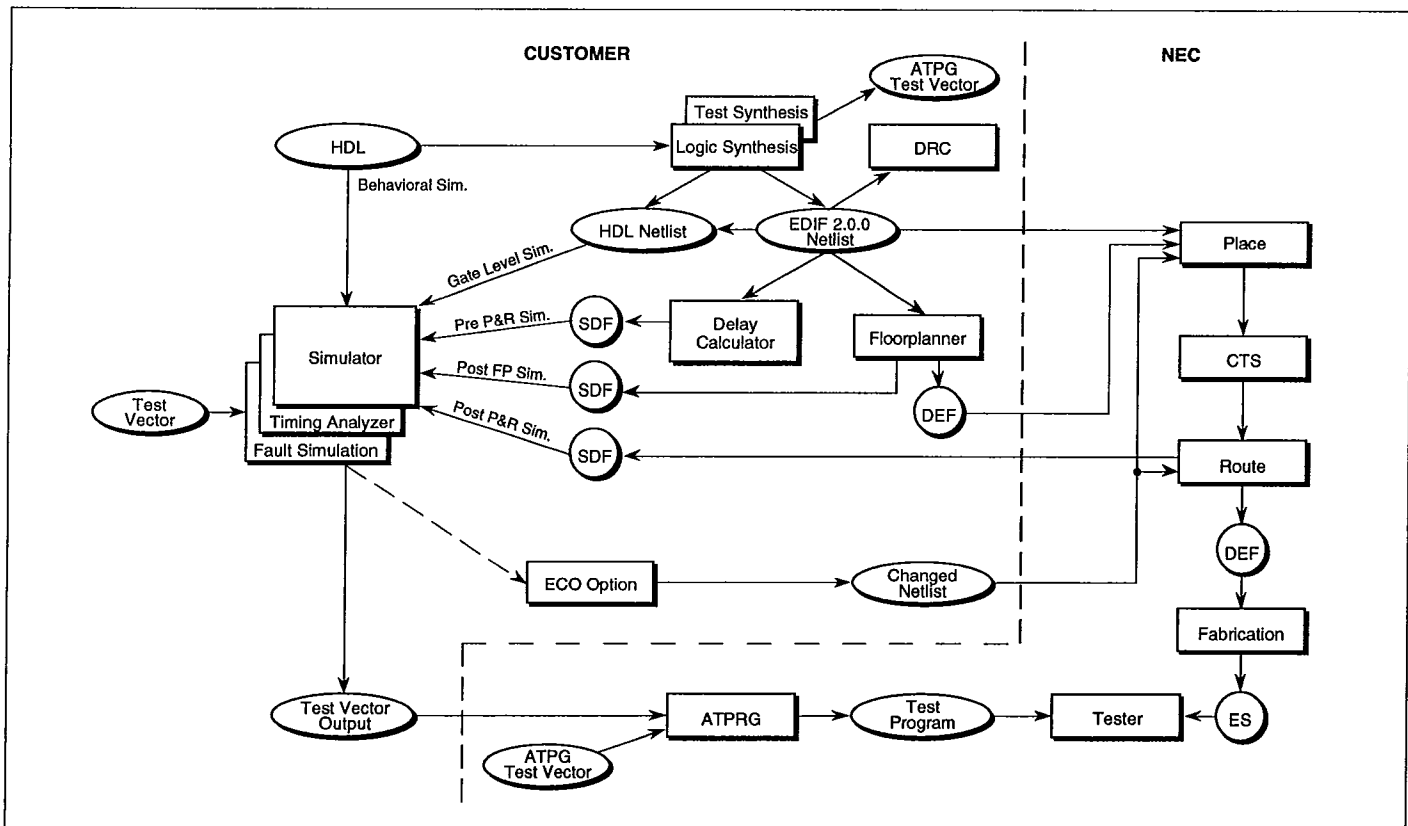 CUSTOMER
NEC
ATPG
Test Vector
Test Synthesis
Logic Synthesis
HDL
DRC
Behavioral Sim.
HDL Netlist
EDIF 2.0.0
Netlist
Place
Gate Level Sim.
Pre P&R Sim.
SDF
Delay
Calculator
Floorplanner
Simulator
CTS
Post FP Sim.
SDF
DEF
Test
Vector
Timing Analyzer
Post P&R Sim.
Fault Simulation
SDF
Route
DEF
ECO Option
Changed
Netlist
Fabrication
Test Vector
Output
ATPRG
Test
Program
Tester
ES
ATPG
Test Vector